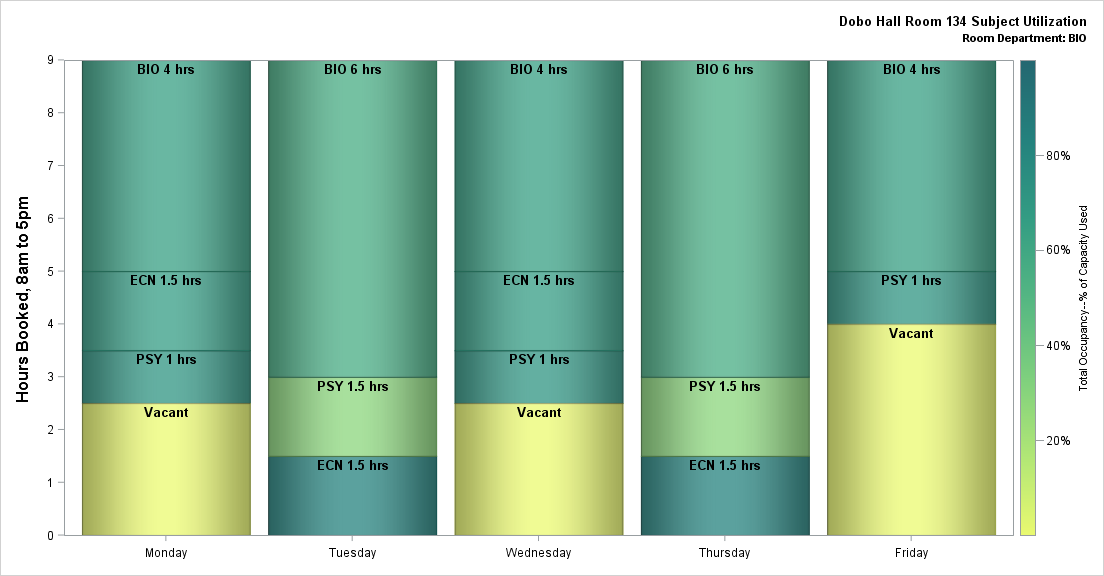 Dobo Hall Room 134 Subject Utilization
Room Department: BIO
Hours Booked, 8am to 5pm
9
8
7
6
5
4
3
2
1
0
BIO 4 hrs
ECN 1.5 hrs
PSY 1 hrs
Vacant
BIO 6 hrs
PSY 1.5 hrs
ECN 1.5 hrs
BIO 4 hrs
ECN 1.5 hrs
PSY 1 hrs
Vacant
BIO 6 hrs
PSY 1.5 hrs
ECN 1.5 hrs
BIO 4 hrs
PSY 1 hrs
Vacant
Monday
Tuesday
Wednesday
Thursday
Friday
80%
60%
40%
20%
Total Occupancy--% of Capacity Used